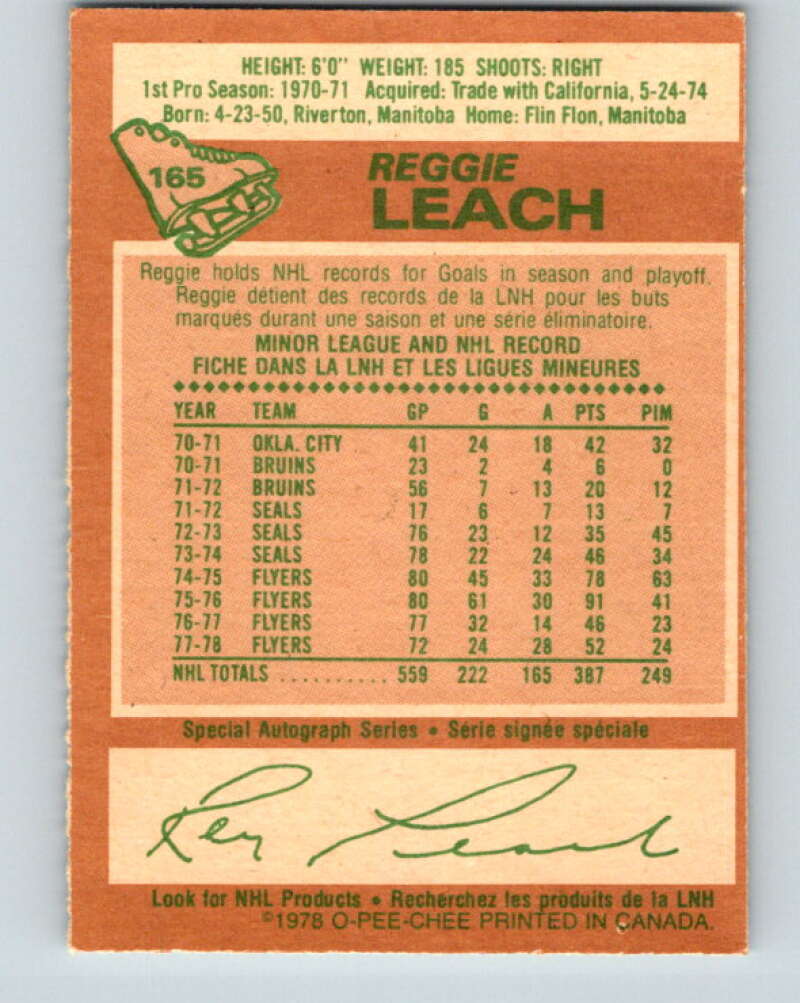 HEIGHT: 6'0" WEIGHT: 185 SHOOTS: RIGHT
1st Pro Season: 1970-71 Acquired: Trade with California, 5-24-74
Born: 4-23-50, Riverton, Manitoba Home: Flin Flon, Manitoba
165
REGGIE
LEACH
Reggie holds NHL records for Goals in season and playoff.
Reggie détient des records de la LNH pour les buts
marqués durant une saison et une série éliminatoire.
MINOR LEAGUE AND NHL RECORD
FICHE DANS LA LNH ET LES LIGUES MINEURES
YEAR TEAM GP G A PTS PIM
70-71 OKLA. CITY 41 24 18 42 32
70-71 BRUINS 23 2 4 6 0
71-72 BRUINS 56 7 13 20 12
71-72 SEALS 17 6 7 13 7
72-73 SEALS 76 23 12 35 45
73-74 SEALS 78 22 24 46 34
74-75 FLYERS 80 45 33 78 63
75-76 FLYERS 80 61 30 91 41
76-77 FLYERS 77 32 14 46 23
77-78 FLYERS 72 24 28 52 24
NHL TOTALS .......... 559 222 165 387 249
Special Autograph Series • Série signée spéciale
Reg Leach
Look for NHL Products • Recherchez les produits de la LNH
©1978 O-PEE-CHEE PRINTED IN CANADA.